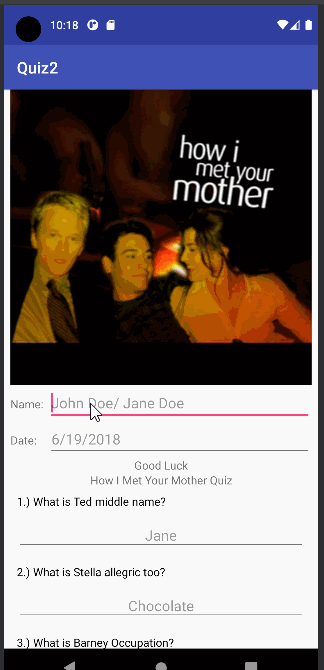 10:18
Quiz2
how i
met your
mother
Name: John Doe/ Jane Doe
Date: 6/19/2018
Good Luck
How I Met Your Mother Quiz
1.) What is Ted middle name?
Jane
2.) What is Stella allegric too?
Chocolate
3.) What is Barney Occupation?